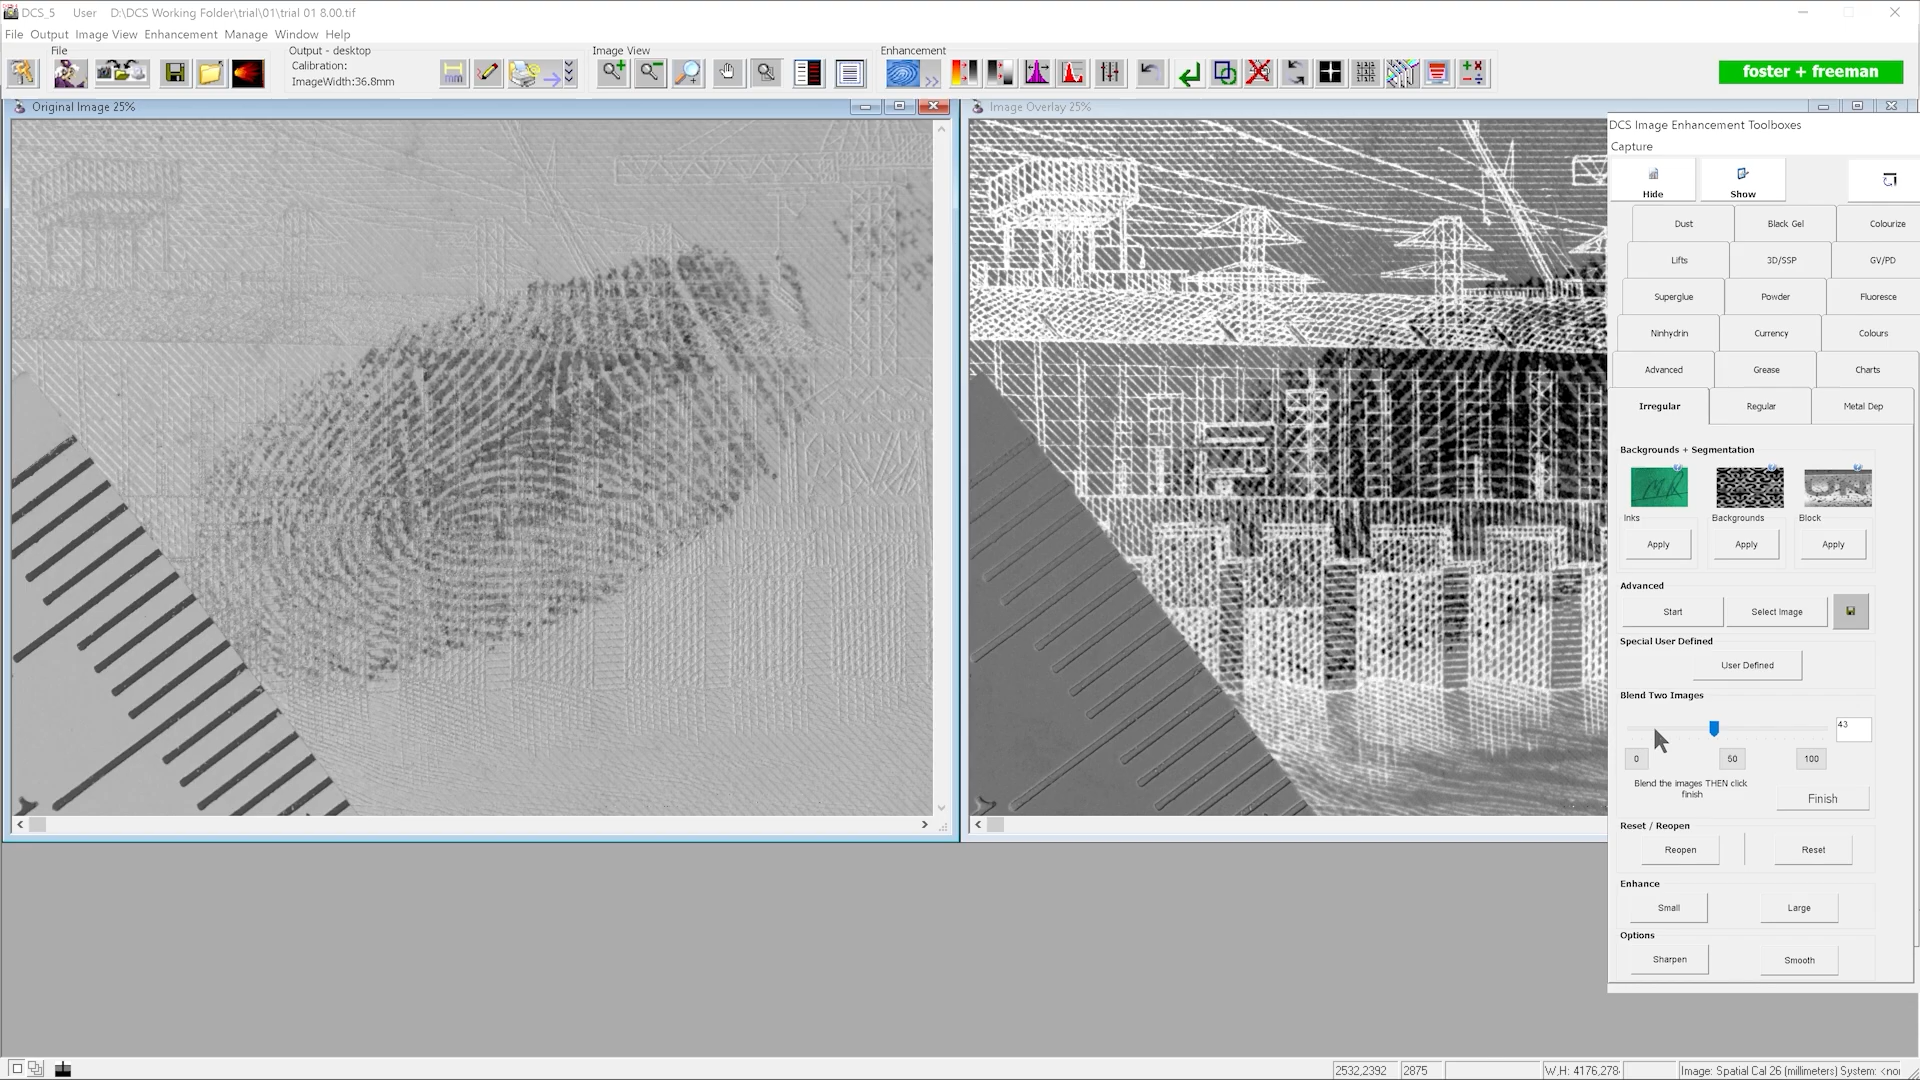 DCS_5 User D:\DCS Working Folder\trial\01\trial 01 8.00.tif
File Output Image View Enhancement Manage Window Help
File Output - desktop Image View Enhancement
Calibration:
ImageWidth:36.8mm
foster + freeman
Original Image 25%
Image Overlay 25%
DCS Image Enhancement Toolboxes
Capture
Hide Show
Dust Black Gel Colourize
Lifts 3D/SSP GV/PD
Superglue Powder Fluoresce
Ninhydrin Currency Colours
Advanced Grease Charts
Irregular Regular Metal Dep
Backgrounds + Segmentation
Inks Backgrounds Block
Apply Apply Apply
Advanced
Start Select Image
Special User Defined
User Defined
Blend Two Images
43
0 50 100
Blend the images THEN click
finish
Finish
Reset / Reopen
Reopen Reset
Enhance
Small Large
Options
Sharpen Smooth
2532,2392 2875 W,H: 4176,278 Image: Spatial Cal 26 (millimeters) System: <nor